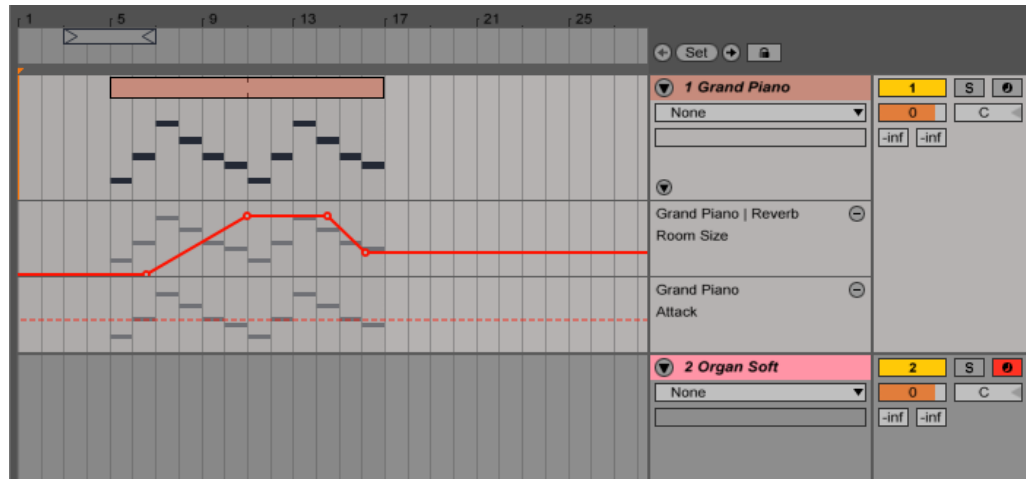 1 5 9 13 17 21 25
Set
1 Grand Piano
1 S
None
0 C
-inf -inf
Grand Piano | Reverb
Room Size
Grand Piano
Attack
2 Organ Soft
2 S
None
0 C
-inf -inf